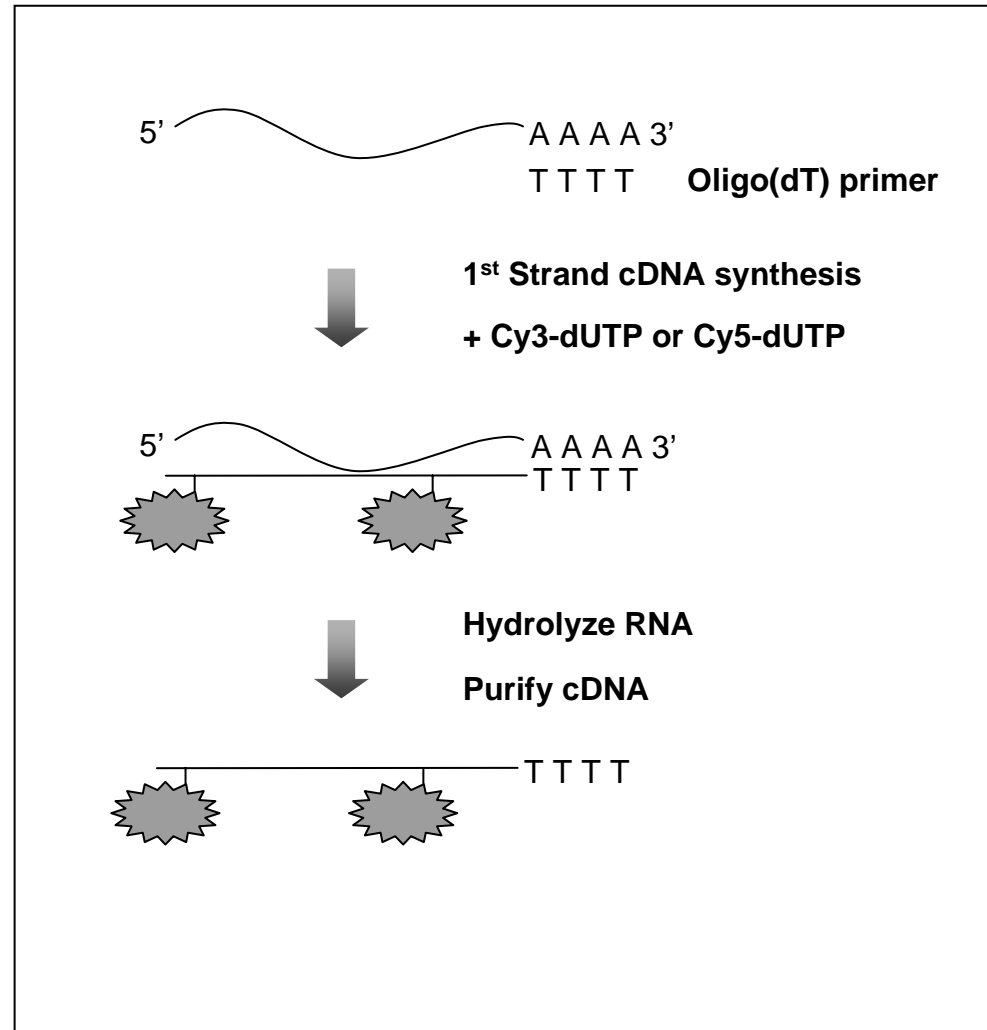 5’ A A A A 3’
T T T T Oligo(dT) primer
1st Strand cDNA synthesis
+ Cy3-dUTP or Cy5-dUTP
5’ A A A A 3’
T T T T
Hydrolyze RNA
Purify cDNA
T T T T